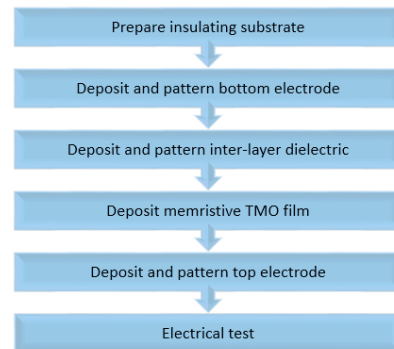 Prepare insulating substrate
Deposit and pattern bottom electrode
Deposit and pattern inter-layer dielectric
Deposit memristive TMO film
Deposit and pattern top electrode
Electrical test